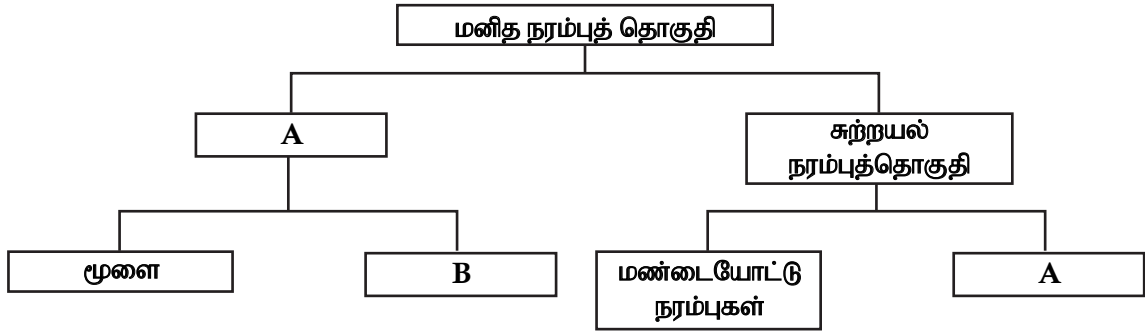 மனித நரம்புத் தொகுதி
A
சுற்றயல்
நரம்புத்தொகுதி
மூளை
B
மண்டையோட்டு
நரம்புகள்
A